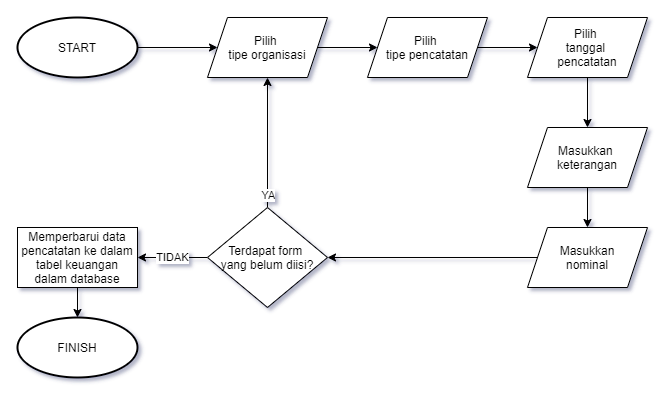 START
Pilih
tipe organisasi
Pilih
tipe pencatatan
Pilih
tanggal
pencatatan
Masukkan
keterangan
Masukkan
nominal
Terdapat form
yang belum diisi?
YA
TIDAK
Memperbarui data
pencatatan ke dalam
tabel keuangan
dalam database
FINISH